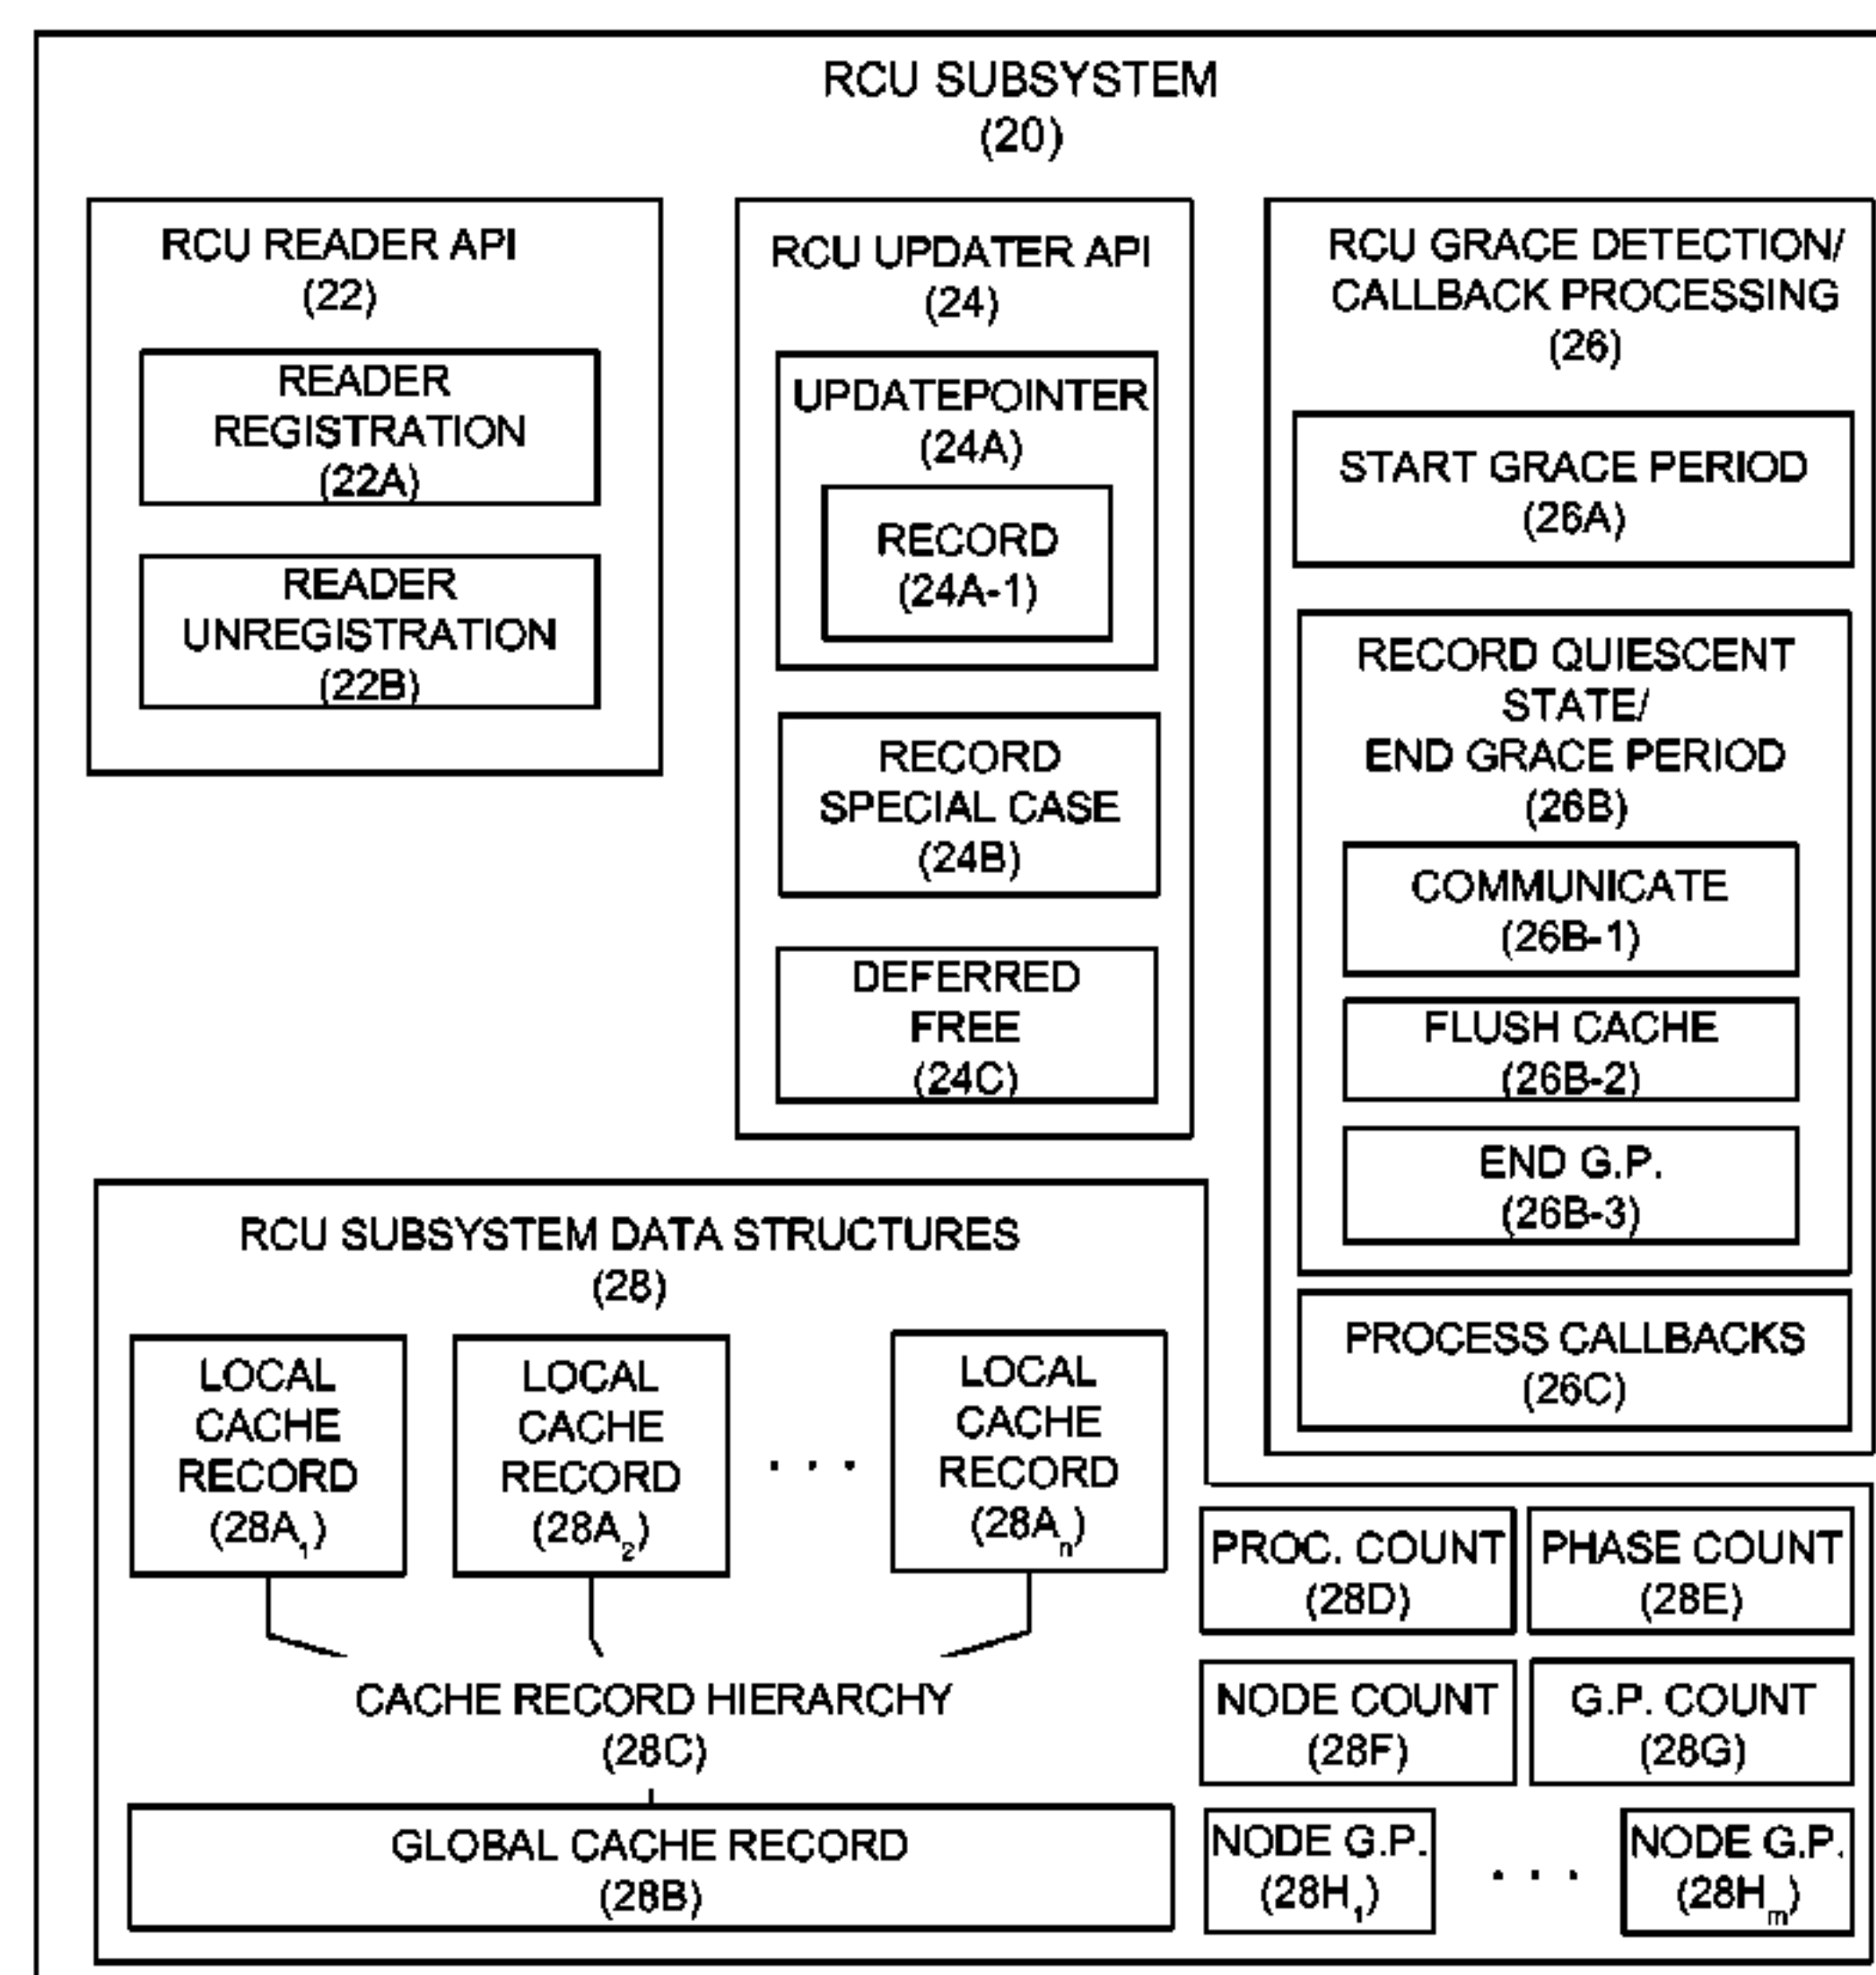 RCU SUBSYSTEM
(20)
RCU READER API
(22)
READER
REGISTRATION
(22A)
READER
UNREGISTRATION
(22B)
RCU UPDATER API
(24)
UPDATEPOINTER
(24A)
RECORD
(24A-1)
RECORD
SPECIAL CASE
(24B)
DEFERRED
FREE
(24C)
RCU GRACE DETECTION/
CALLBACK PROCESSING
(26)
START GRACE PERIOD
(26A)
RECORD QUIESCENT
STATE/
END GRACE PERIOD
(26B)
COMMUNICATE
(26B-1)
FLUSH CACHE
(26B-2)
END G.P.
(26B-3)
PROCESS CALLBACKS
(26C)
RCU SUBSYSTEM DATA STRUCTURES
(28)
LOCAL
CACHE
RECORD
(28A₁)
LOCAL
CACHE
RECORD
(28A₂)
. . .
LOCAL
CACHE
RECORD
(28Aₙ)
CACHE RECORD HIERARCHY
(28C)
GLOBAL CACHE RECORD
(28B)
PROC. COUNT
(28D)
PHASE COUNT
(28E)
NODE COUNT
(28F)
G.P. COUNT
(28G)
NODE G.P.
(28H₁)
. . .
NODE G.P.
(28Hₘ)